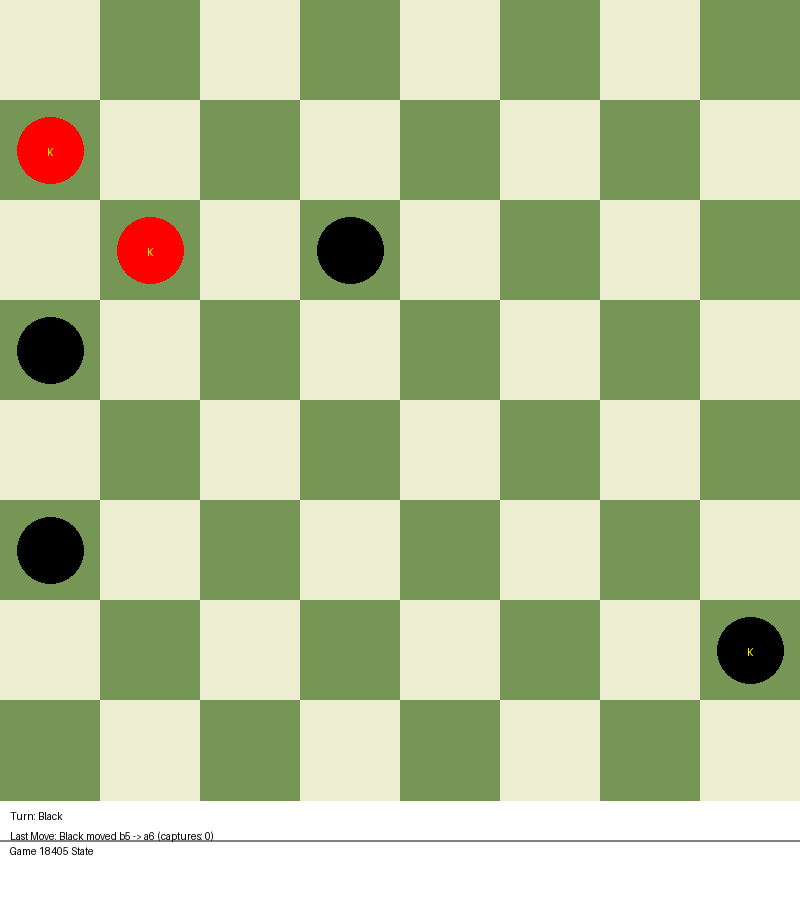 K
K
K
Turn: Black
Last Move: Black moved b5 -> a6 (captures: 0)
Game 18405 State